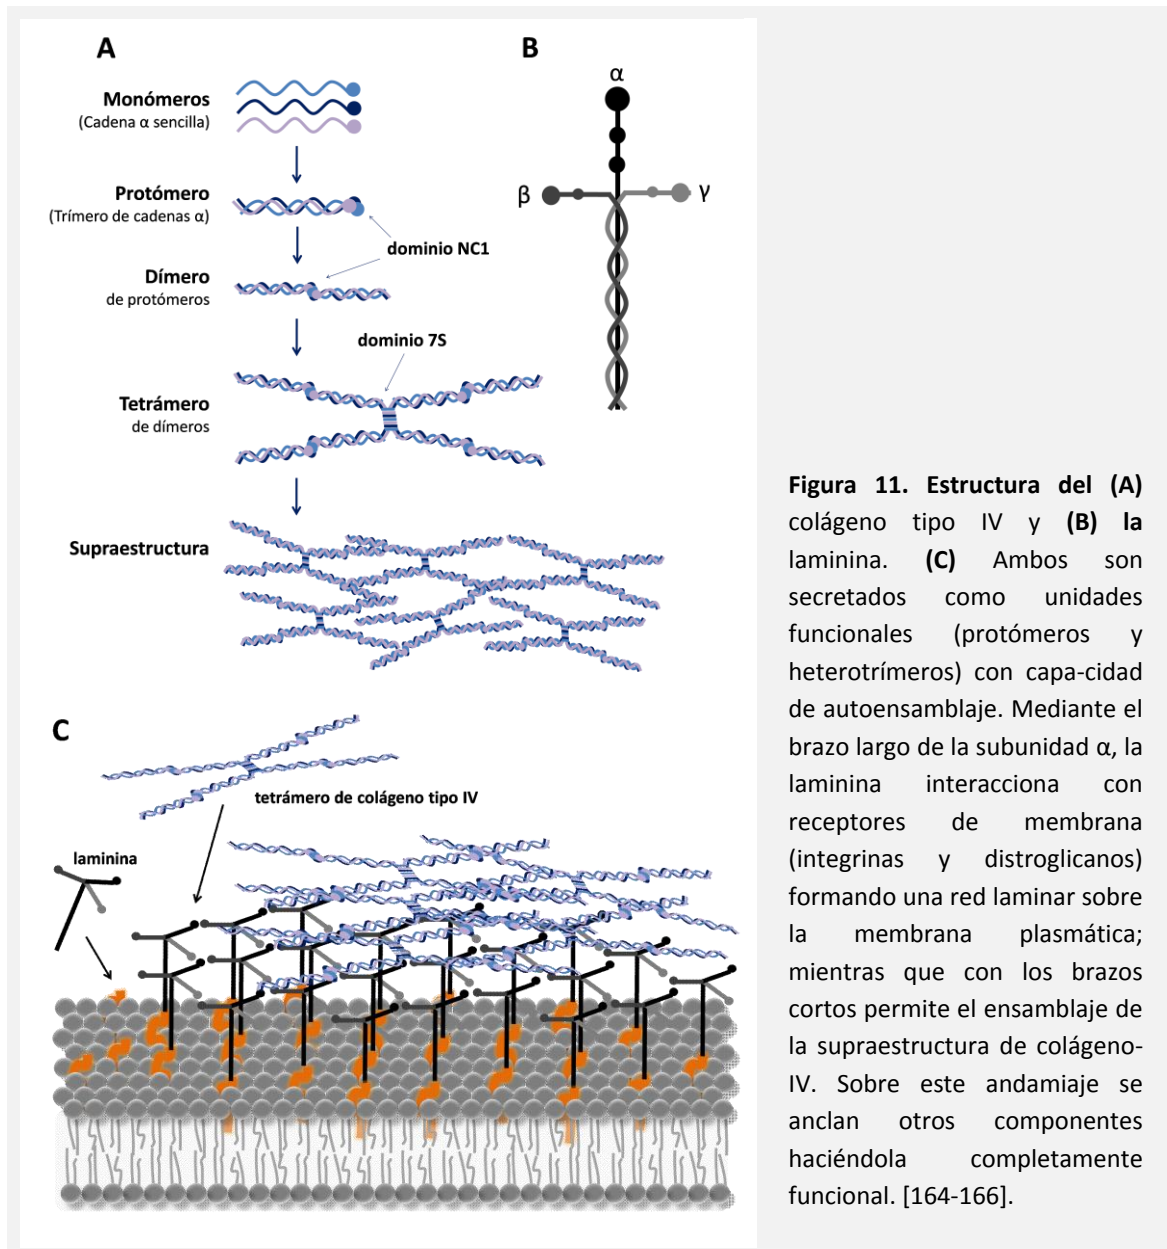 A
Monómeros
(Cadena α sencilla)
Protómero
(Trímero de cadenas α)
dominio NC1
Dímero
de protómeros
dominio 7S
Tetrámero
de dímeros
Supraestructura
B
α
β
γ
C
tetrámero de colágeno tipo IV
laminina
Figura 11. Estructura del (A)
colágeno tipo IV y (B) la
laminina. (C) Ambos son
secretados como unidades
funcionales (protómeros y
heterotrímeros) con capa-cidad
de autoensamblaje. Mediante el
brazo largo de la subunidad α, la
laminina interacciona con
receptores de membrana
(integrinas y distroglicanos)
formando una red laminar sobre
la membrana plasmática;
mientras que con los brazos
cortos permite el ensamblaje de
la supraestructura de colágeno-
IV. Sobre este andamiaje se
anclan otros componentes
haciéndola completamente
funcional. [164-166].